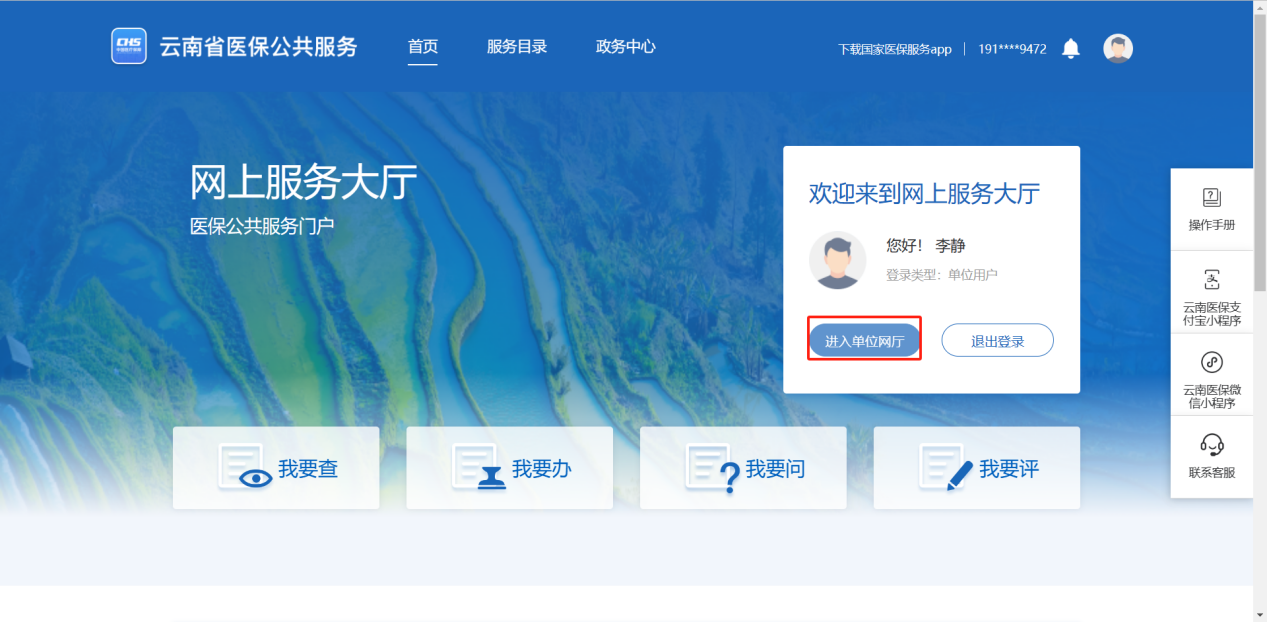 CHS
云南省医保公共服务
首页
服务目录
政务中心
下载国家医保服务app
191****9472
网上服务大厅
医保公共服务门户
欢迎来到网上服务大厅
您好！ 李静
登录类型：单位用户
进入单位网厅
退出登录
我要查
我要办
我要问
我要评
操作手册
云南医保支
付宝小程序
云南医保微
信小程序
联系客服